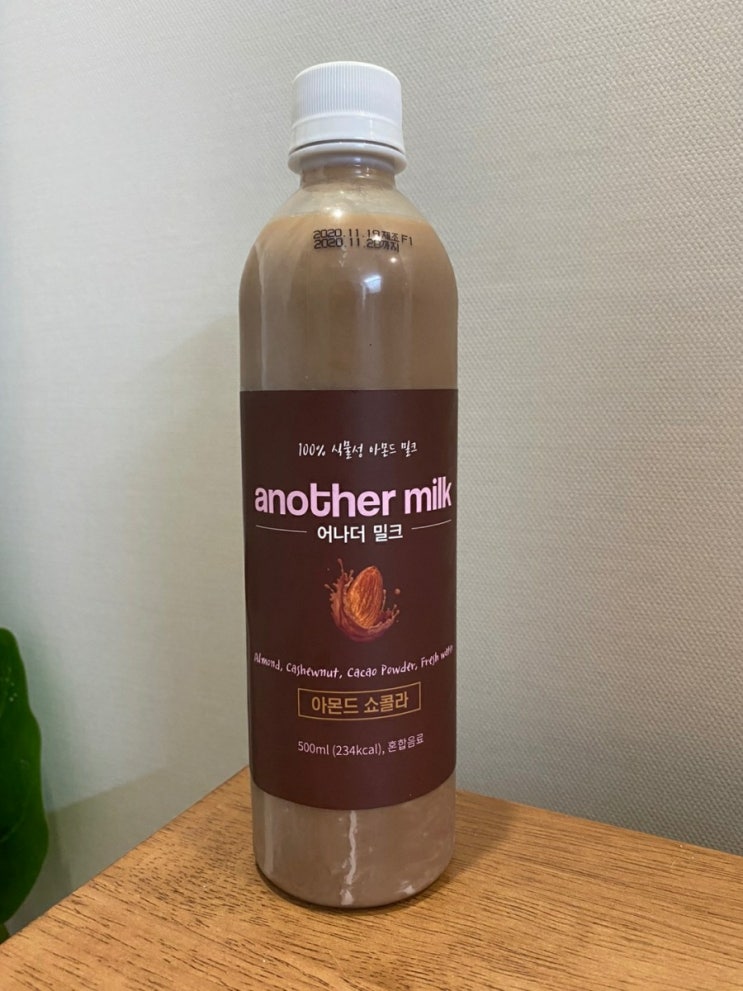 2020.11.19제조 F1
2020.11.28까지
100% 식물성 아몬드 밀크
another milk
어나더 밀크
Almond, Cashewnut, Cacao Powder, Fresh water
아몬드 쇼콜라
500ml (234kcal), 혼합음료